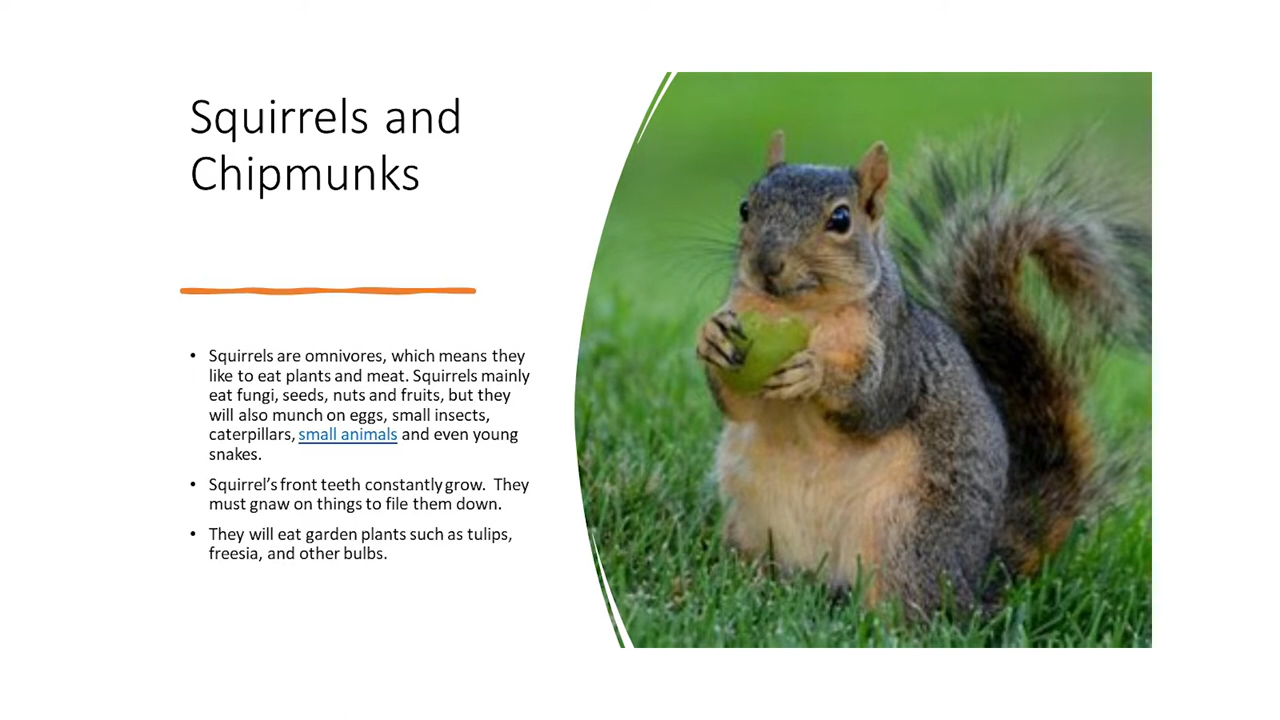 Squirrels and
Chipmunks
• Squirrels are omnivores, which means they
like to eat plants and meat. Squirrels mainly
eat fungi, seeds, nuts and fruits, but they
will also munch on eggs, small insects,
caterpillars, small animals and even young
snakes.
• Squirrel’s front teeth constantly grow.  They
must gnaw on things to file them down.
• They will eat garden plants such as tulips,
freesia, and other bulbs.